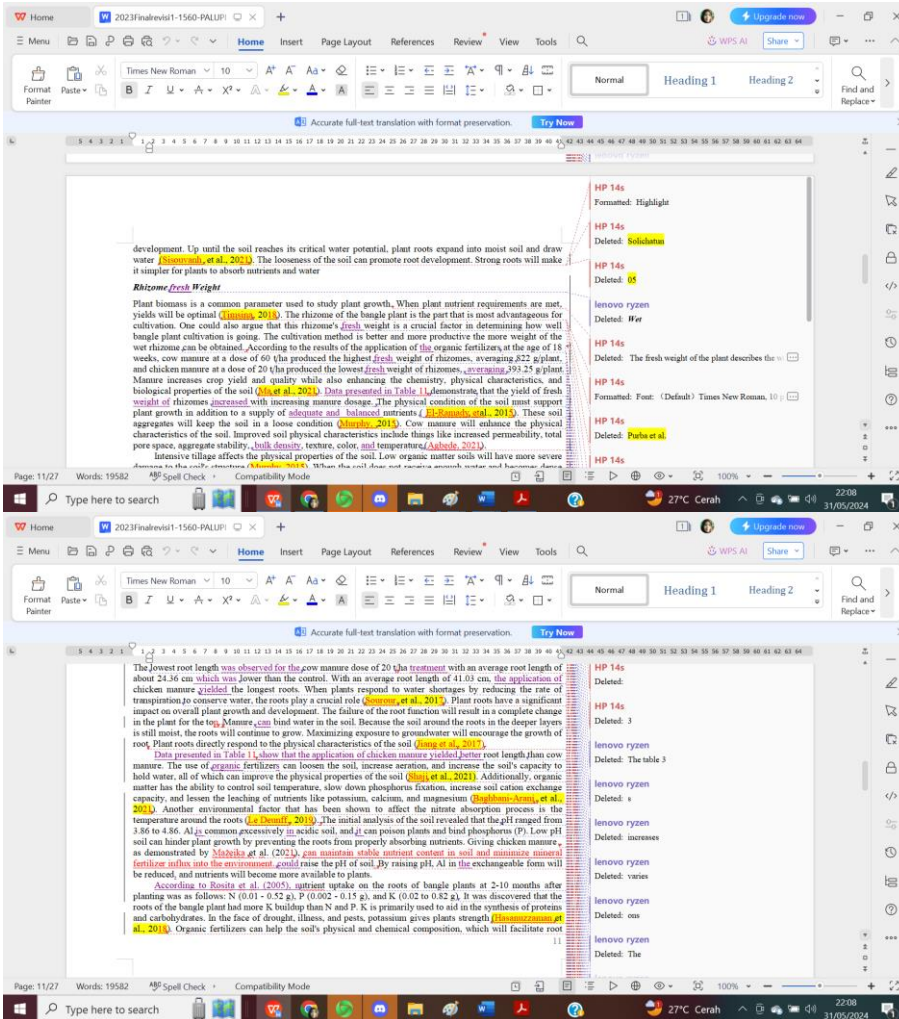 Home
2023Finalrevisi1-1560-PALUPI
Upgrade now
Menu
Home Insert Page Layout References Review View Tools
WPS AI
Share
Format Painter
Paste
Times New Roman 10
Normal
Heading 1
Heading 2
Find and Replace
Accurate full-text translation with format preservation.
Try Now
development. Up until the soil reaches its critical water potential, plant roots expand into moist soil and draw
water (Sisouvanh, et al., 2021). The looseness of the soil can promote root development. Strong roots will make
it simpler for plants to absorb nutrients and water
Rhizome fresh Weight
Plant biomass is a common parameter used to study plant growth. When plant nutrient requirements are met,
yields will be optimal (Timsina, 2018). The rhizome of the bangle plant is the part that is most advantageous for
cultivation. One could also argue that this rhizome's fresh weight is a crucial factor in determining how well
bangle plant cultivation is going. The cultivation method is better and more productive the more weight of the
wet rhizome can be obtained. According to the results of the application of the organic fertilizers at the age of 18
weeks, cow manure at a dose of 60 t/ha produced the highest fresh weight of rhizomes, averaging 822 g/plant,
and chicken manure at a dose of 20 t/ha produced the lowest fresh weight of rhizomes, averaging 393.25 g/plant.
Manure increases crop yield and quality while also enhancing the chemistry, physical characteristics, and
biological properties of the soil (Ma, et al., 2021). Data presented in Table 11 demonstrate, that the yield of fresh
weight of rhizomes increased with increasing manure dosage. The physical condition of the soil must support
plant growth in addition to a supply of adequate and balanced nutrients ( El-Ramady, etal., 2015). These soil
aggregates will keep the soil in a loose condition (Murphy, 2015). Cow manure will enhance the physical
characteristics of the soil. Improved soil physical characteristics include things like increased permeability, total
pore space, aggregate stability, bulk density, texture, color, and temperature (Agbede, 2021).
Intensive tillage affects the physical properties of the soil. Low organic matter soils will have more severe
damage to the soil's structure (Murphy, 2015). When the soil does not receive enough water and becomes dense
HP 14s
Formatted: Highlight
HP 14s
Deleted: Solichatun
HP 14s
Deleted: 05
lenovo ryzen
Deleted: Wet
HP 14s
Deleted: The fresh weight of the plant describes the w
HP 14s
Formatted: Font: (Default) Times New Roman, 10 p
HP 14s
Deleted: Purba et al.
HP 14s
Page: 11/27 Words: 19582 Spell Check Compatibility Mode
100%
Type here to search
27°C Cerah
22:08
31/05/2024
Home
2023Finalrevisi1-1560-PALUPI
Upgrade now
Menu
Home Insert Page Layout References Review View Tools
WPS AI
Share
Format Painter
Paste
Times New Roman 10
Normal
Heading 1
Heading 2
Find and Replace
Accurate full-text translation with format preservation.
Try Now
The lowest root length was observed for the cow manure dose of 20 t/ha treatment with an average root length of
about 24.36 cm which was lower than the control. With an average root length of 41.03 cm, the application of
chicken manure yielded the longest roots. When plants respond to water shortages by reducing the rate of
transpiration to conserve water, the roots play a crucial role (Sourour, et al., 2017). Plant roots have a significant
impact on overall plant growth and development. The failure of the root function will result in a complete change
in the plant for the Manure can bind water in the soil. Because the soil around the roots in the deeper layers
is still moist, the roots will continue to grow. Maximizing exposure to groundwater will encourage the growth of
root. Plant roots directly respond to the physical characteristics of the soil (Jiang et al., 2017).
Data presented in Table 11 show that the application of chicken manure yielded better root length than cow
manure. The use of organic fertilizers can loosen the soil, increase aeration, and increase the soil's capacity to
hold water, all of which can improve the physical properties of the soil (Shaji, et al., 2021). Additionally, organic
matter has the ability to control soil temperature, slow down phosphorus fixation, increase soil cation exchange
capacity, and lessen the leaching of nutrients like potassium, calcium, and magnesium (Baghbani-Arani, et al.,
2021). Another environmental factor that has been shown to affect the nitrate absorption process is the
temperature around the roots (Le Deunff, 2019). The initial analysis of the soil revealed that the pH ranged from
3.86 to 4.86. Al is common excessively in acidic soil, and it can poison plants and bind phosphorus (P). Low pH
soil can hinder plant growth by preventing the roots from properly absorbing nutrients. Giving chicken manure,
as demonstrated by Mažeika et al. (2021), can maintain stable nutrient content in soil and minimize mineral
fertilizer influx into the environment could raise the pH of soil. By raising pH, Al in the exchangeable form will
be reduced, and nutrients will become more available to plants.
According to Rosita et al. (2005), nutrient uptake on the roots of bangle plants at 2-10 months after
planting was as follows: N (0.01 - 0.52 g), P (0.002 - 0.15 g), and K (0.02 to 0.82 g). It was discovered that the
roots of the bangle plant had more K buildup than N and P. K is primarily used to aid in the synthesis of proteins
and carbohydrates. In the face of drought, illness, and pests, potassium gives plants strength (Hasanuzzaman et
al., 2018). Organic fertilizers can help the soil's physical and chemical composition, which will facilitate root
11
HP 14s
Deleted:
HP 14s
Deleted: 3
lenovo ryzen
Deleted: The table 3
lenovo ryzen
Deleted: s
lenovo ryzen
Deleted: increases
lenovo ryzen
Deleted: varies
lenovo ryzen
Deleted: ons
lenovo ryzen
Deleted: The
Page: 11/27 Words: 19582 Spell Check Compatibility Mode
100%
Type here to search
27°C Cerah
22:08
31/05/2024